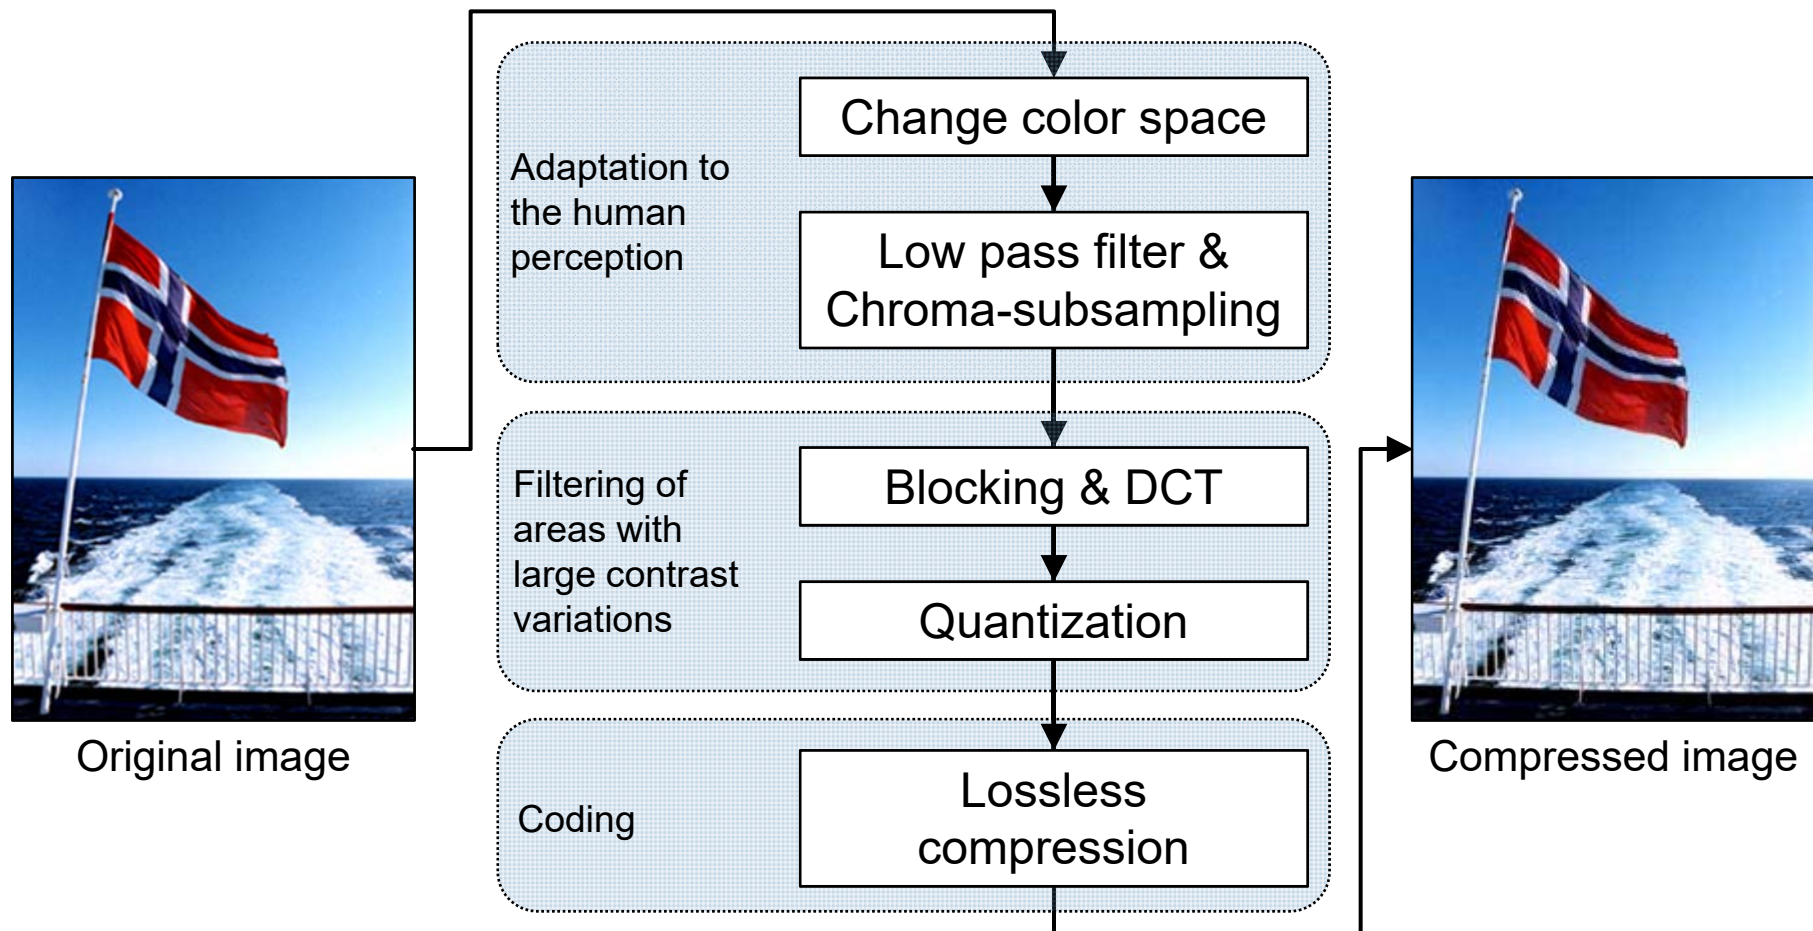 Change color space
Adaptation to
the human
perception
Low pass filter &
Chroma-subsampling
Blocking & DCT
Filtering of
areas with
large contrast
variations
Quantization
Original image
Compressed image
Lossless
compression
Coding